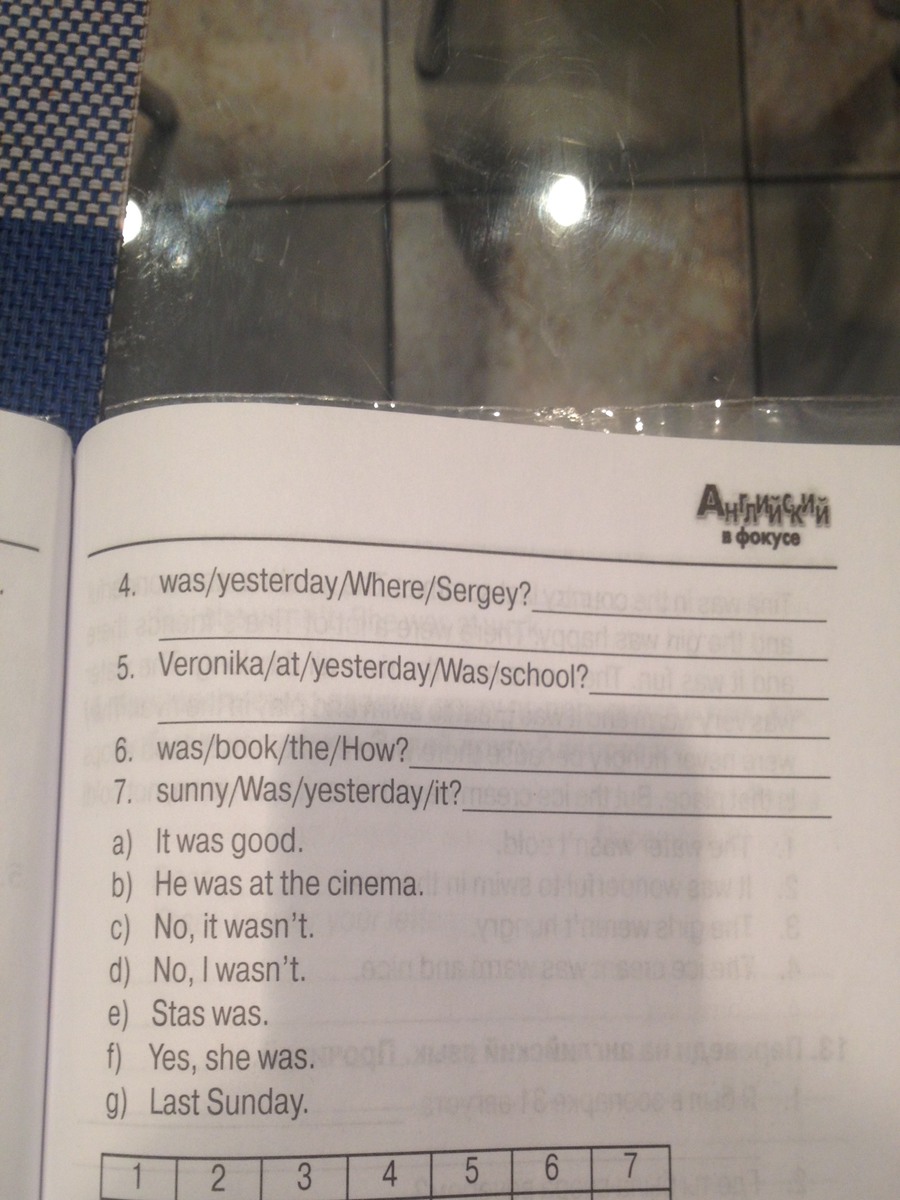 Английский
в фокусе
4. was/yesterday/Where/Sergey?
5. Veronika/at/yesterday/Was/school?
6. was/book/the/How?
7. sunny/Was/yesterday/it?
a) It was good.
b) He was at the cinema.
c) No, it wasn't.
d) No, I wasn't.
e) Stas was.
f) Yes, she was.
g) Last Sunday.
1 2 3 4 5 6 7